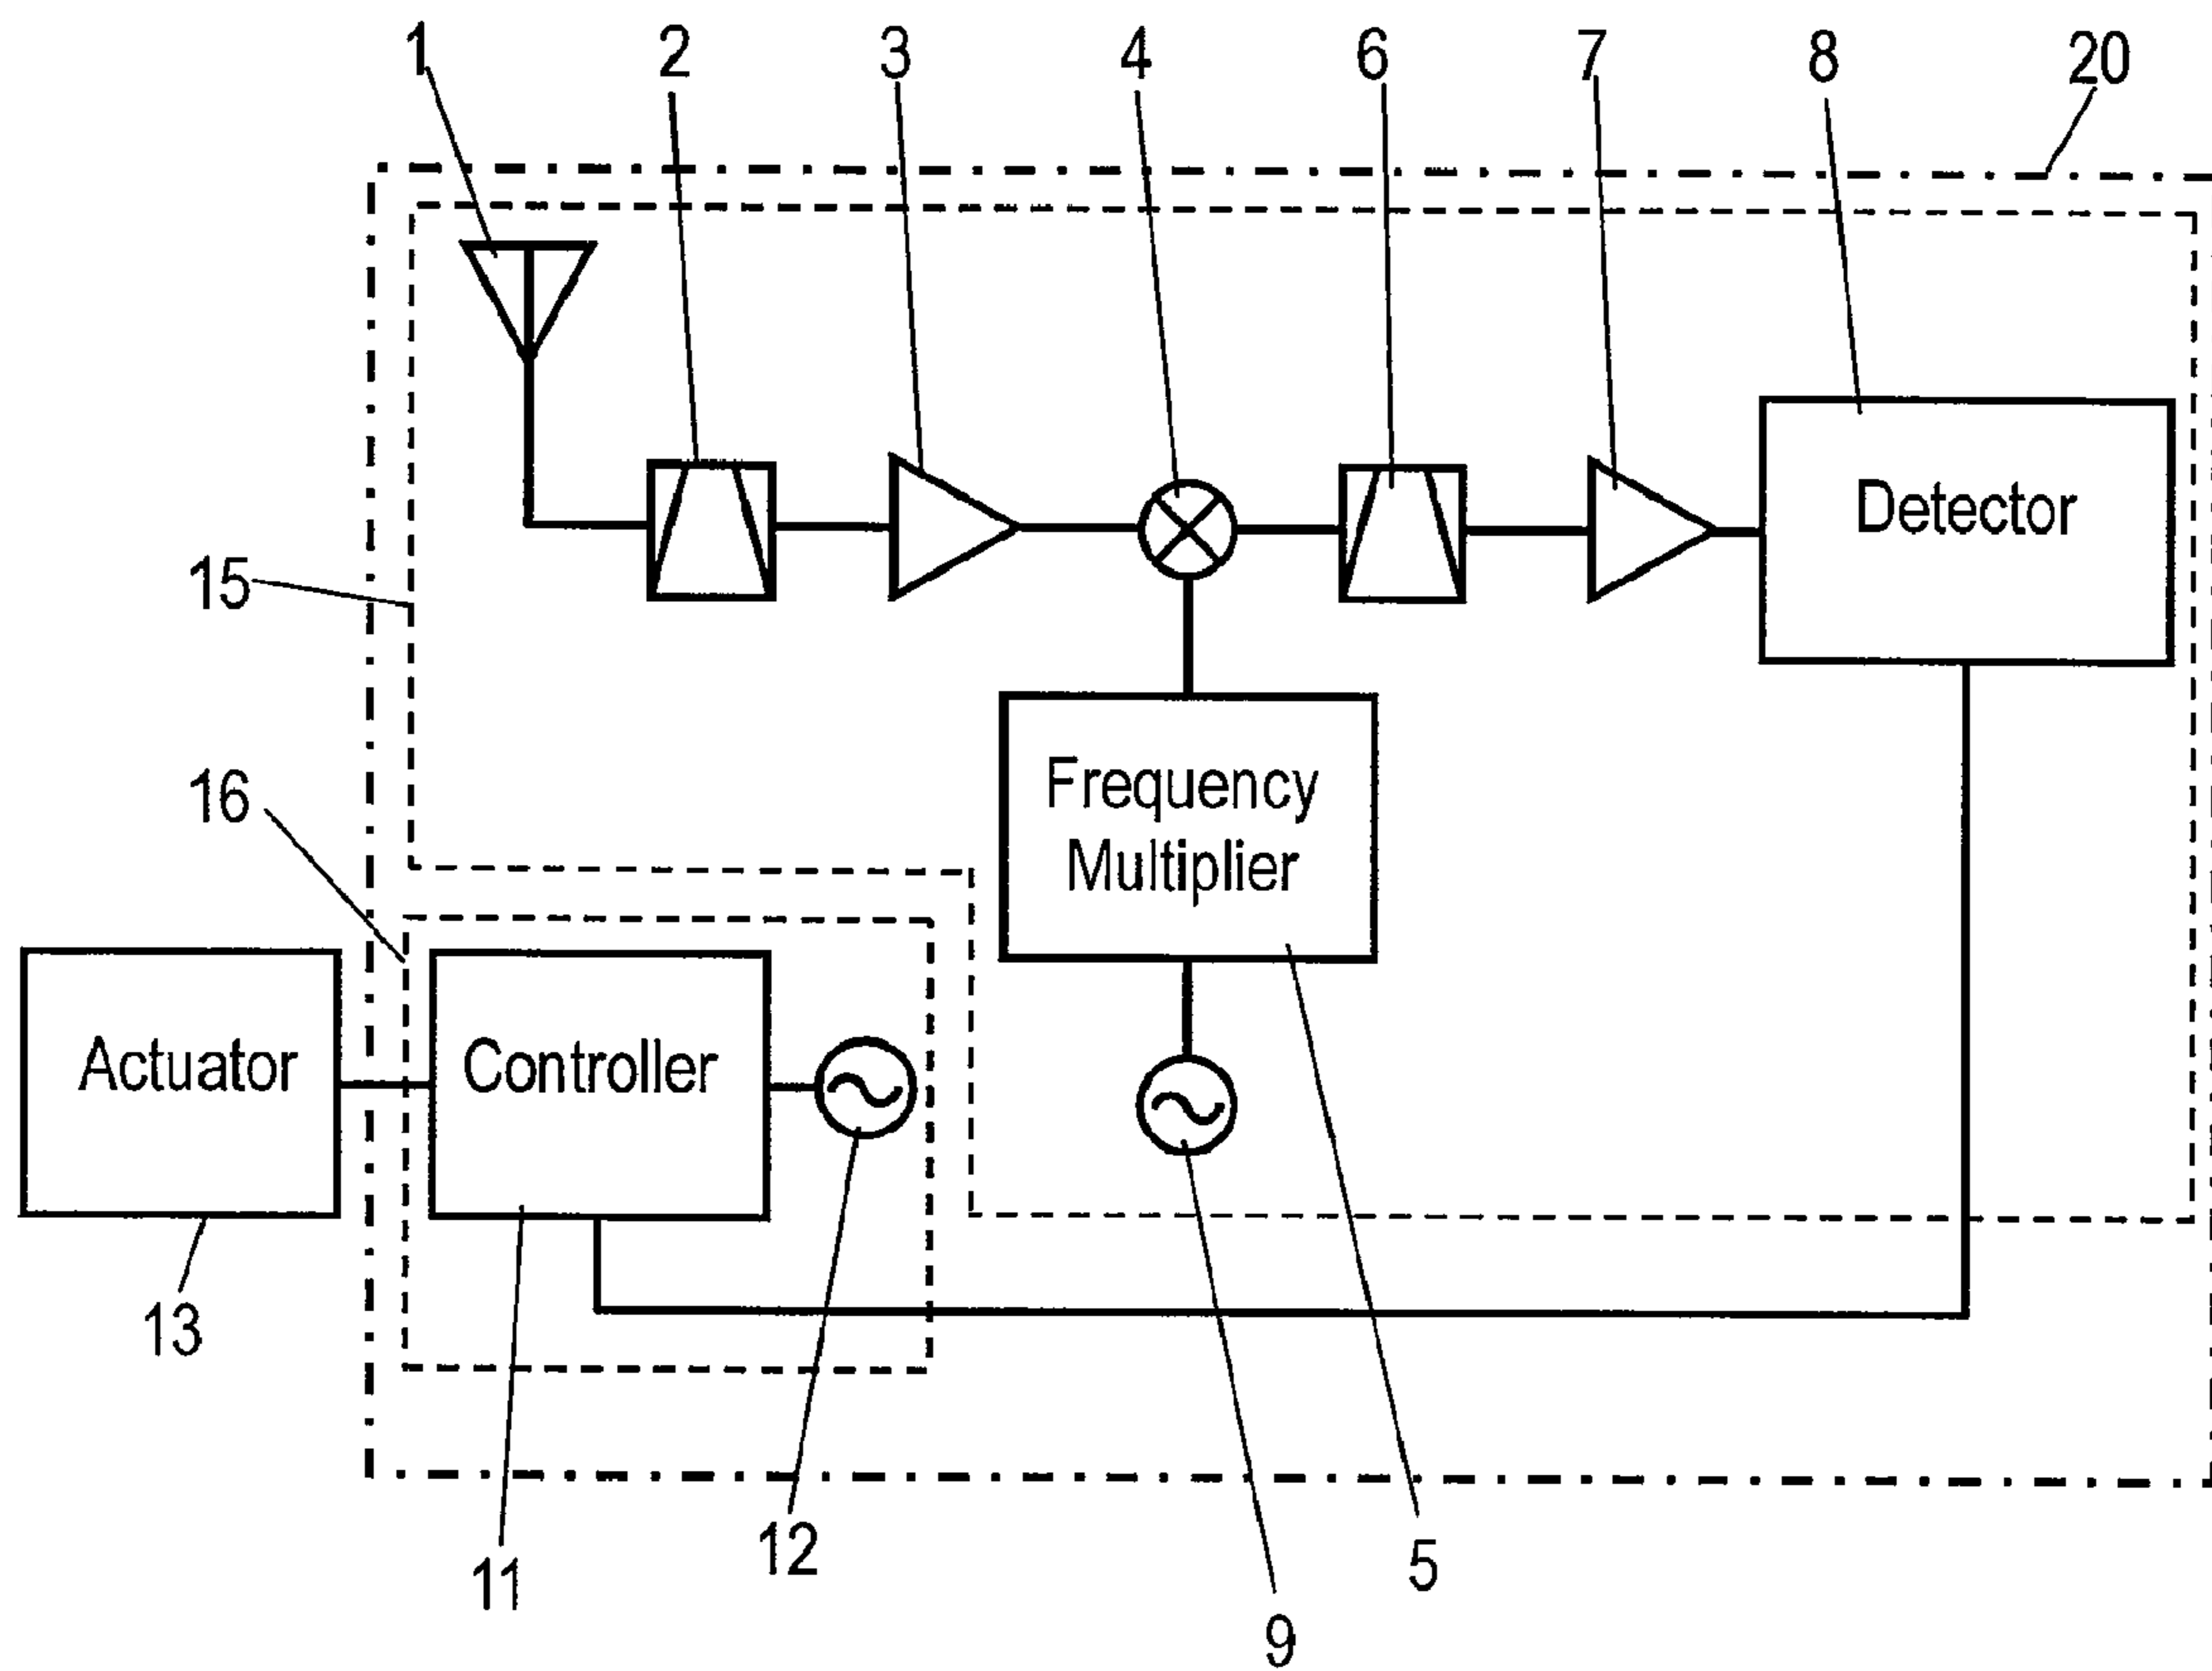 1 2 3 4 6 7 8 20
Detector
15
Frequency
Multiplier
16
Actuator
Controller
13
12
11
5
9